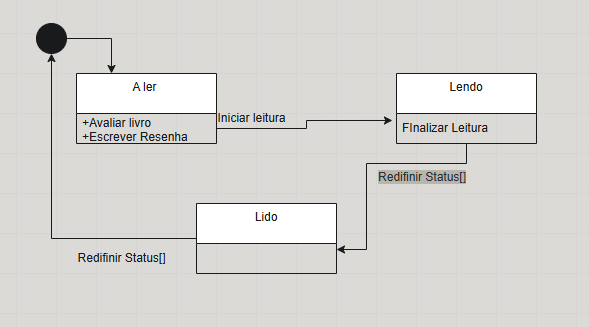 A ler
+Avaliar livro
+Escrever Resenha
Iniciar leitura
Lendo
FInalizar Leitura
Redifinir Status[]
Lido
Redifinir Status[]